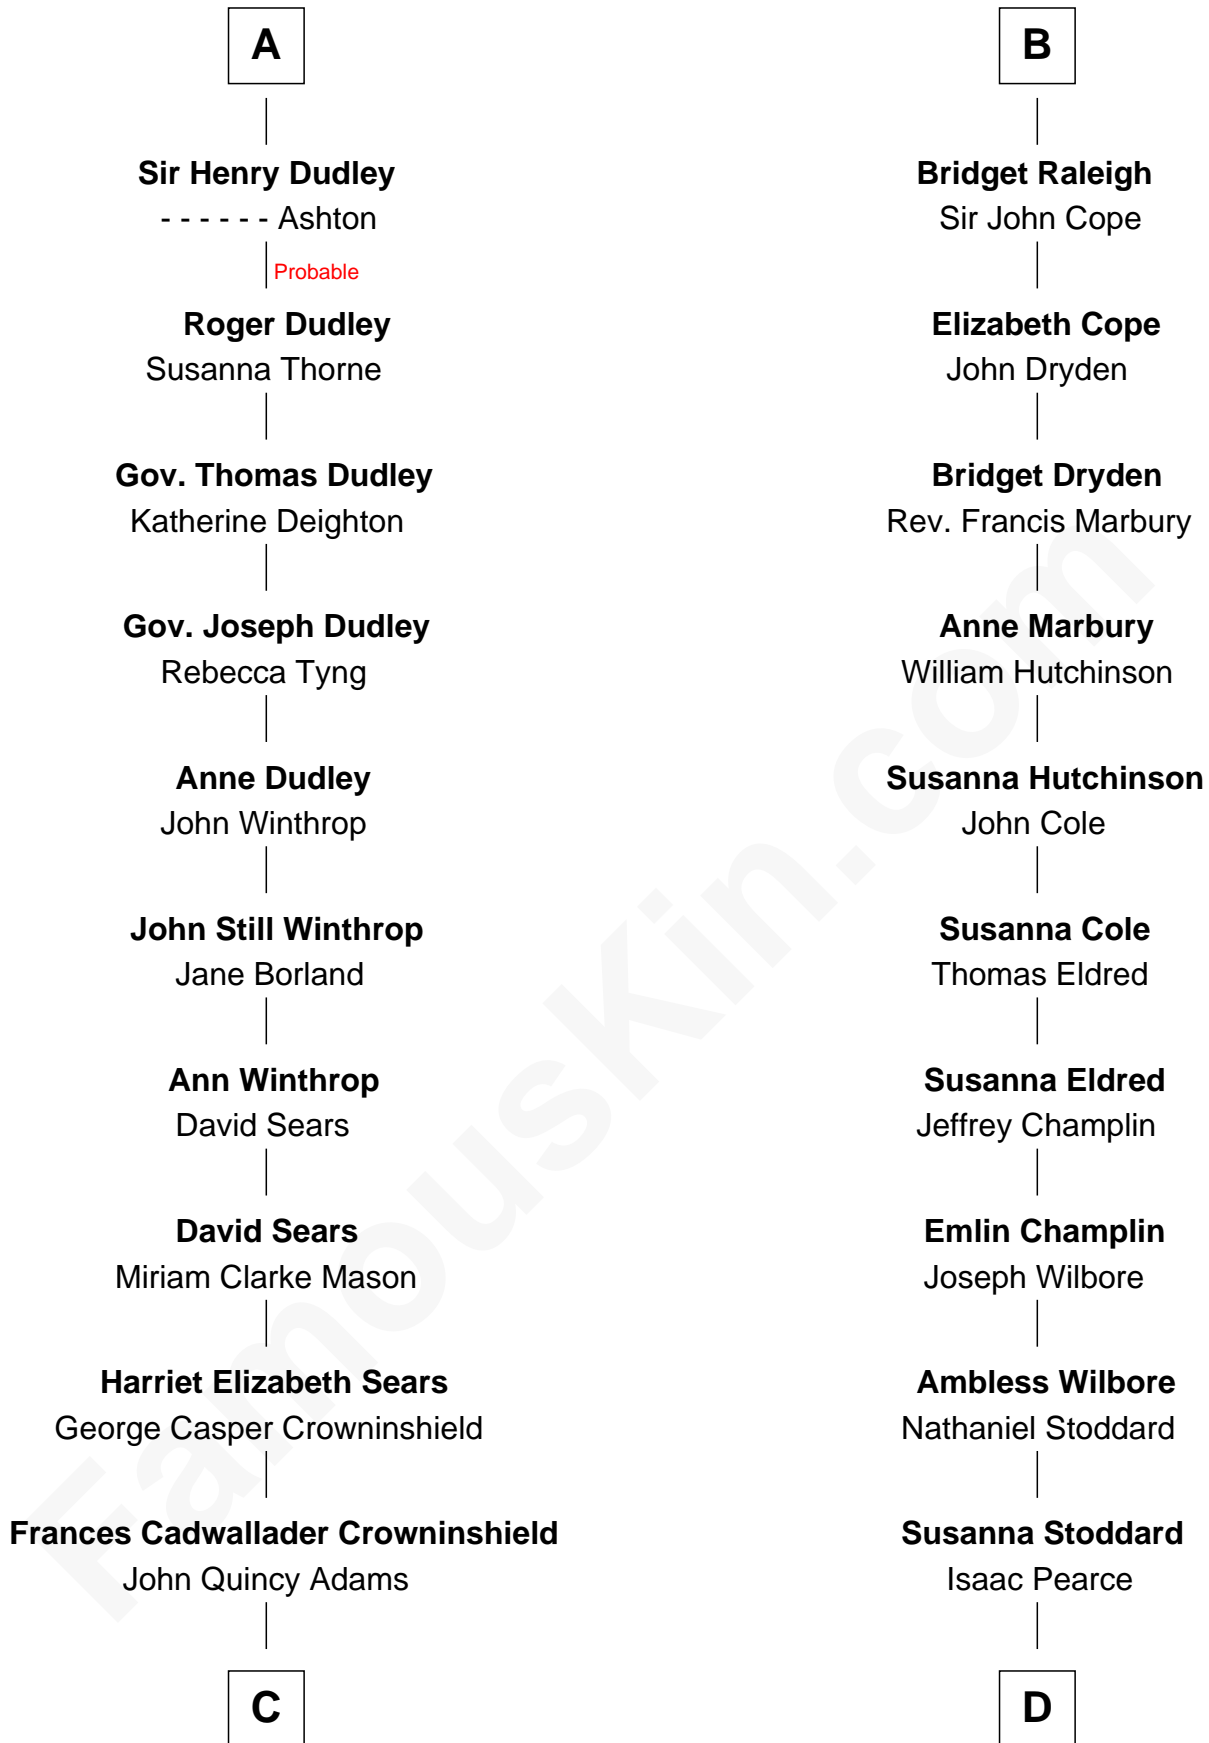 A
Sir Henry Dudley
- - - - - - Ashton
Probable
Roger Dudley
Susanna Thorne
Gov. Thomas Dudley
Katherine Deighton
Gov. Joseph Dudley
Rebecca Tyng
Anne Dudley
John Winthrop
John Still Winthrop
Jane Borland
Ann Winthrop
David Sears
David Sears
Miriam Clarke Mason
Harriet Elizabeth Sears
George Casper Crowninshield
Frances Cadwallader Crowninshield
John Quincy Adams
C
B
Bridget Raleigh
Sir John Cope
Elizabeth Cope
John Dryden
Bridget Dryden
Rev. Francis Marbury
Anne Marbury
William Hutchinson
Susanna Hutchinson
John Cole
Susanna Cole
Thomas Eldred
Susanna Eldred
Jeffrey Champlin
Emlin Champlin
Joseph Wilbore
Ambless Wilbore
Nathaniel Stoddard
Susanna Stoddard
Isaac Pearce
D
FamousKin.com